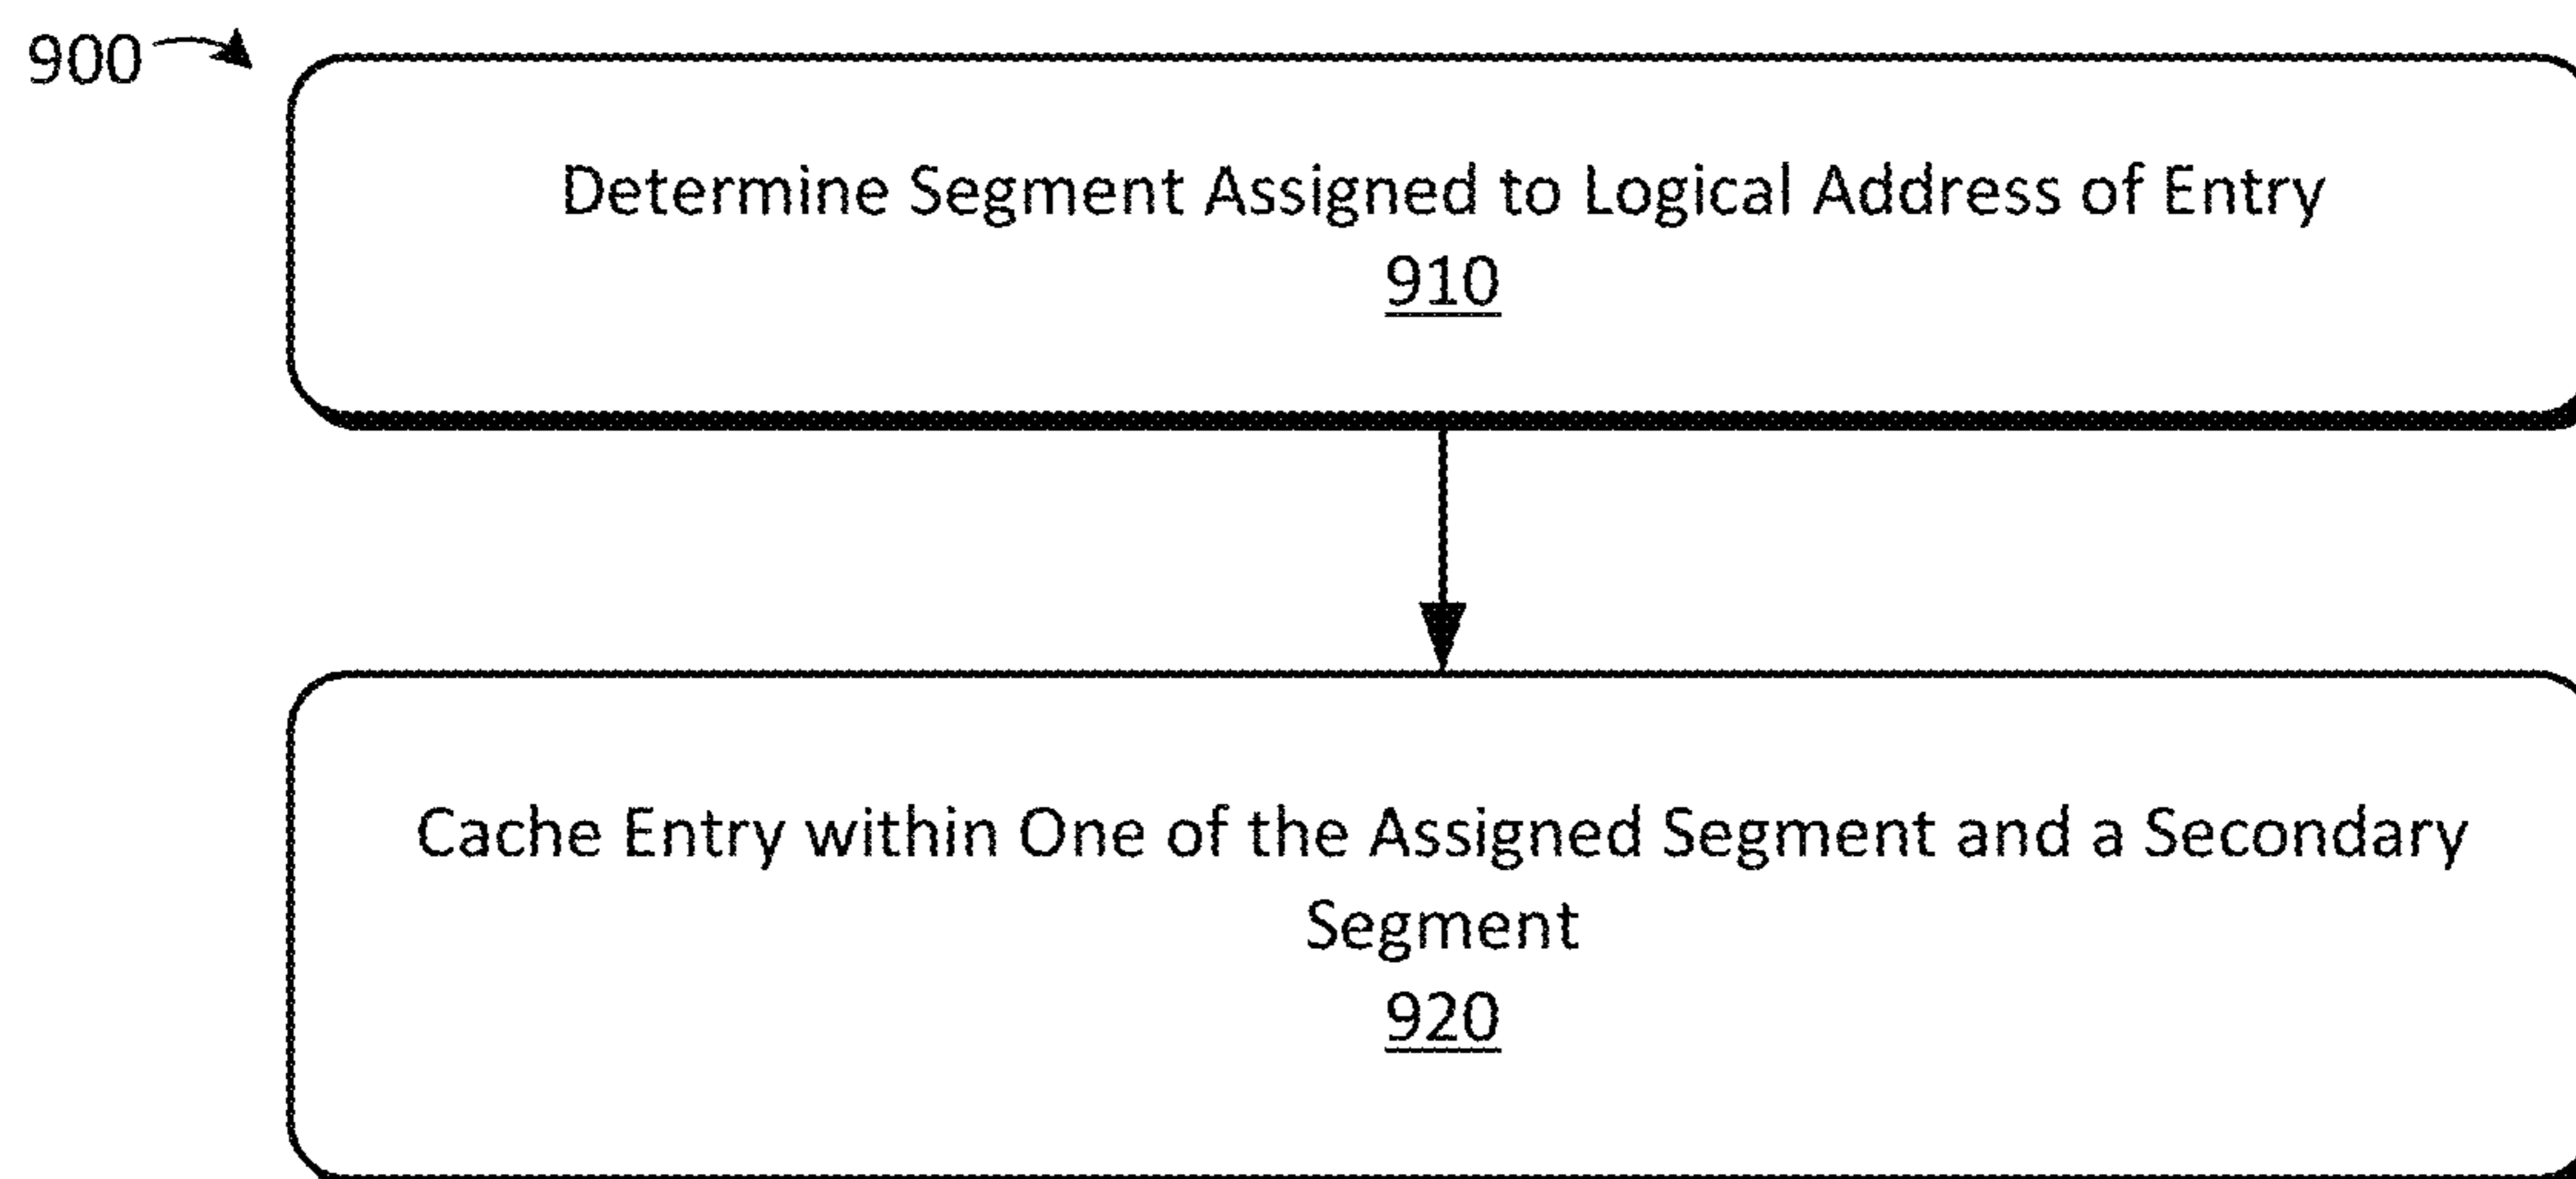 900
Determine Segment Assigned to Logical Address of Entry
910
Cache Entry within One of the Assigned Segment and a Secondary
Segment
920